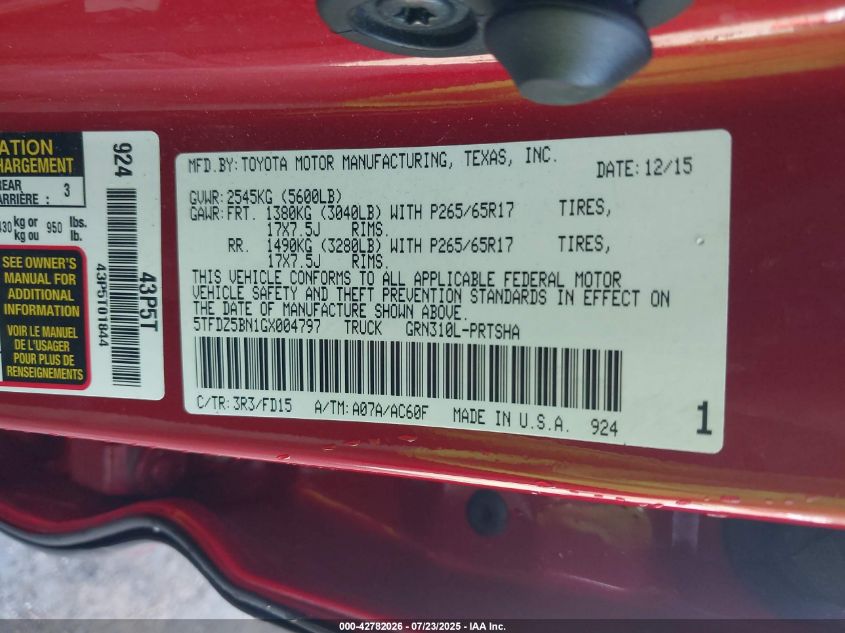 ATION
HARGEMENT
REAR
ARRIÈRE : 3
430 kg or 950 lbs.
kg ou lb.
SEE OWNER'S
MANUAL FOR
ADDITIONAL
INFORMATION
VOIR LE MANUEL
POUR PLUS DE
RENSEIGNEMENTS
924
43P5T01844
43P5T
MFD.BY:TOYOTA MOTOR MANUFACTURING, TEXAS, INC. DATE:12/15
GVWR:2545KG (5600LB)
GAWR:FRT. 1380KG (3040LB) WITH P265/65R17 TIRES,
17X7.5J RIMS.
RR. 1490KG (3280LB) WITH P265/65R17 TIRES,
17X7.5J RIMS.
THIS VEHICLE CONFORMS TO ALL APPLICABLE FEDERAL MOTOR
VEHICLE SAFETY AND THEFT PREVENTION STANDARDS IN EFFECT ON
THE DATE OF MANUFACTURE SHOWN ABOVE.
5TFDZ5BN1GX004797 TRUCK GRN310L-PRTSHA
C/TR:3R3/FD15 A/TM:A07A/AC60F MADE IN U.S.A. 924 1
000-42782026 - 07/23/2025 - IAA Inc.